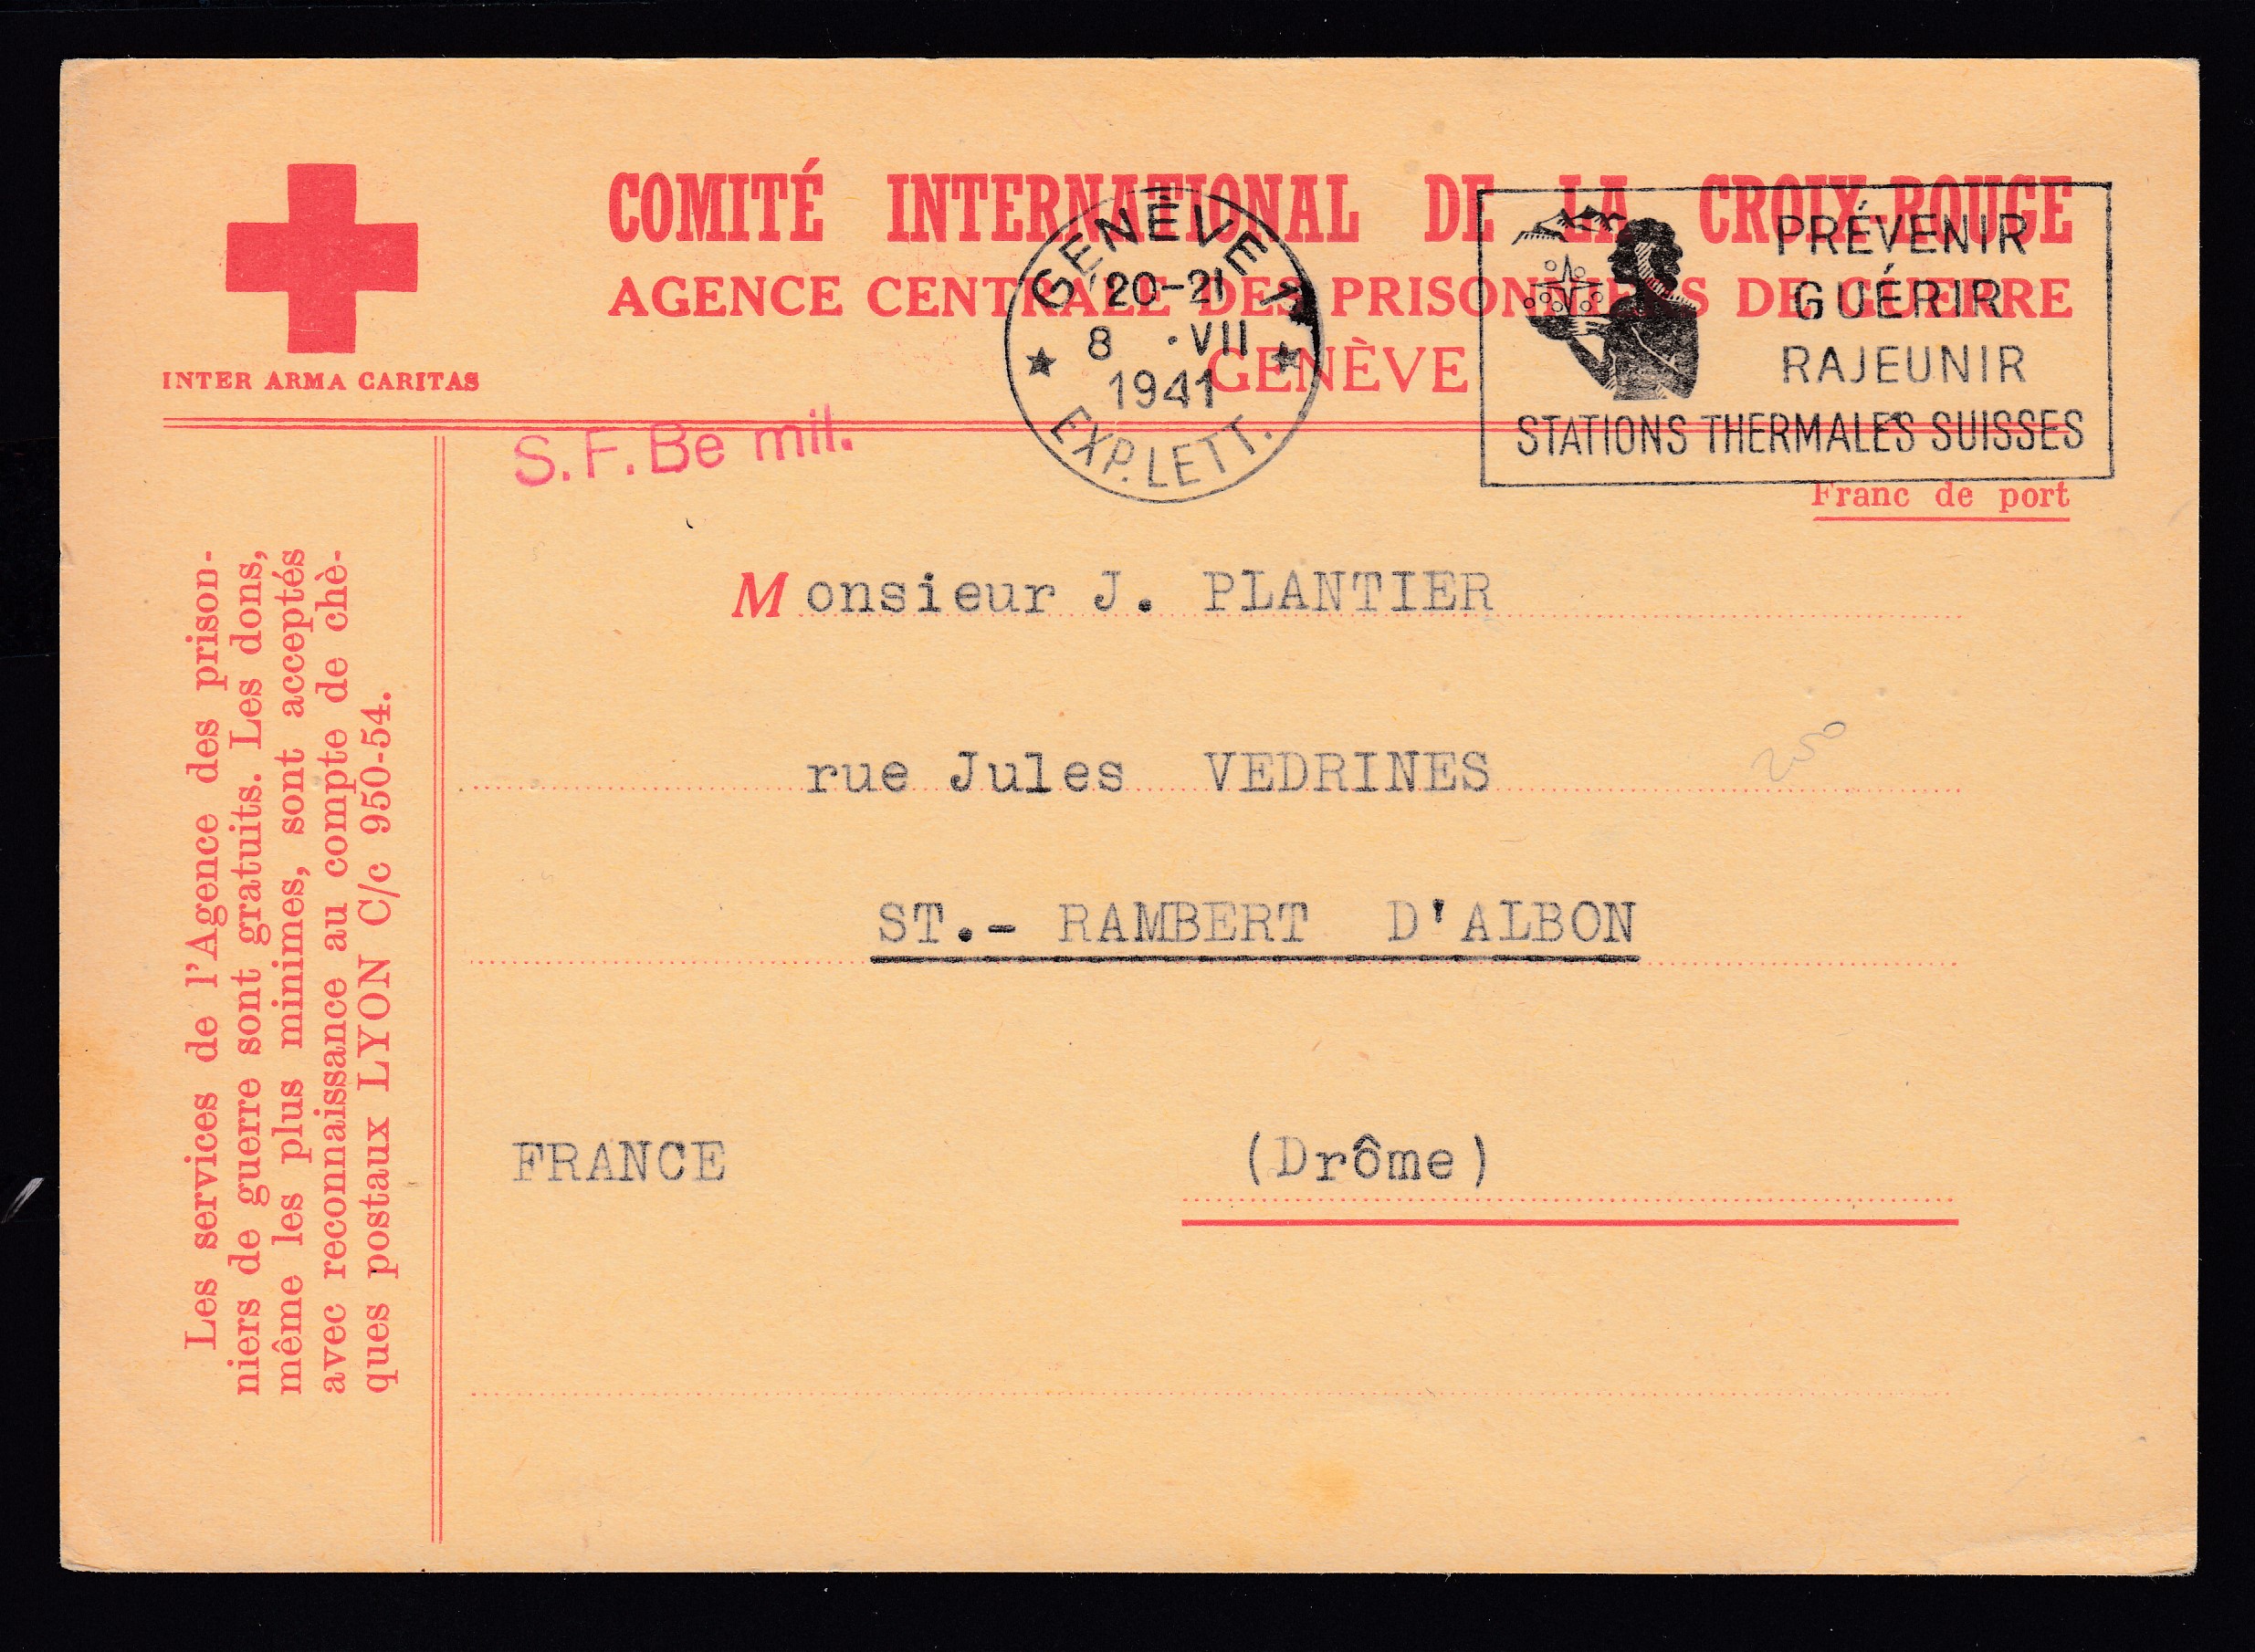 COMITÉ INTERNATIONAL DE LA CROIX-ROUGE
AGENCE CENTRALE DES PRISONNIERS DE GUERRE
GENÈVE
INTER ARMA CARITAS
GENÈVE 1
20-21
8 .VII
1941
EXP. LETT.
PRÉVENIR
GUÉRIR
RAJEUNIR
STATIONS THERMALES SUISSES
S.F. Be mil.
Franc de port
Monsieur J. PLANTIER
rue Jules VEDRINES
250
ST.- RAMBERT D'ALBON
FRANCE (Drôme)
Les services de l'Agence des prison-
niers de guerre sont gratuits. Les dons,
même les plus minimes, sont acceptés
avec reconnaissance au compte de chè-
ques postaux LYON C/c 950-54.